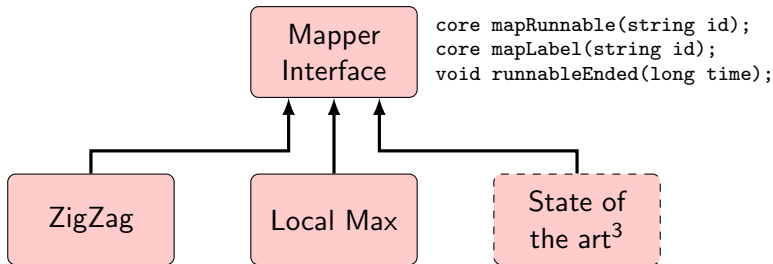 Mapper
Interface
core mapRunnable(string id);
core mapLabel(string id);
void runnableEnded(long time);
ZigZag
Local Max
State of
the art³